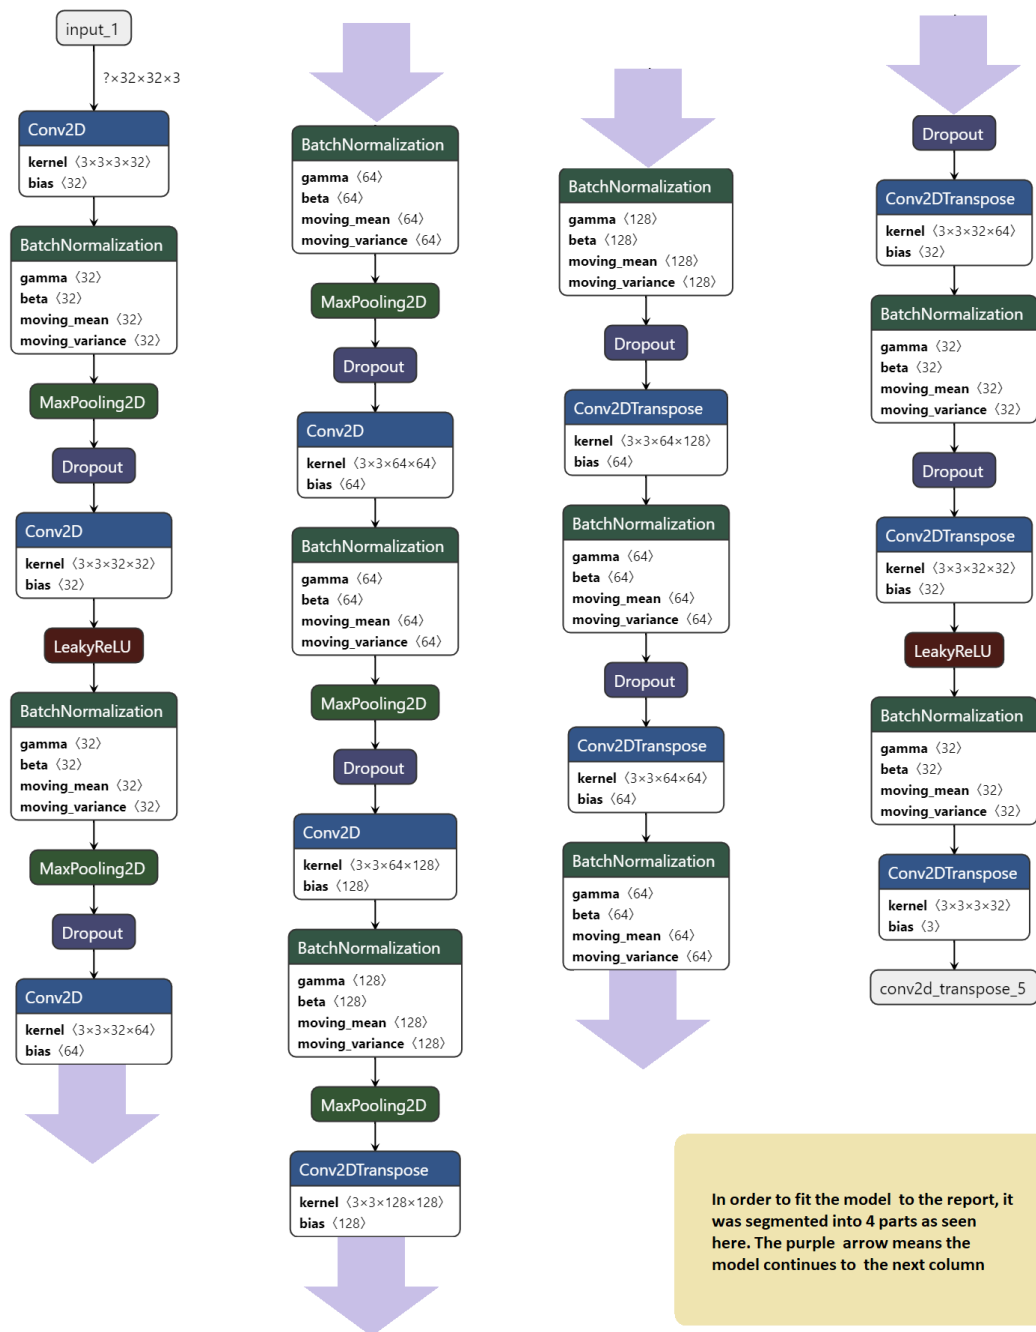 input_1
?×32×32×3
Conv2D
kernel 〈3×3×3×32〉
bias 〈32〉
BatchNormalization
gamma 〈32〉
beta 〈32〉
moving_mean 〈32〉
moving_variance 〈32〉
MaxPooling2D
Dropout
Conv2D
kernel 〈3×3×32×32〉
bias 〈32〉
LeakyReLU
BatchNormalization
gamma 〈32〉
beta 〈32〉
moving_mean 〈32〉
moving_variance 〈32〉
MaxPooling2D
Dropout
Conv2D
kernel 〈3×3×32×64〉
bias 〈64〉
BatchNormalization
gamma 〈64〉
beta 〈64〉
moving_mean 〈64〉
moving_variance 〈64〉
MaxPooling2D
Dropout
Conv2D
kernel 〈3×3×64×64〉
bias 〈64〉
BatchNormalization
gamma 〈64〉
beta 〈64〉
moving_mean 〈64〉
moving_variance 〈64〉
MaxPooling2D
Dropout
Conv2D
kernel 〈3×3×64×128〉
bias 〈128〉
BatchNormalization
gamma 〈128〉
beta 〈128〉
moving_mean 〈128〉
moving_variance 〈128〉
MaxPooling2D
Conv2DTranspose
kernel 〈3×3×128×128〉
bias 〈128〉
BatchNormalization
gamma 〈128〉
beta 〈128〉
moving_mean 〈128〉
moving_variance 〈128〉
Dropout
Conv2DTranspose
kernel 〈3×3×64×128〉
bias 〈64〉
BatchNormalization
gamma 〈64〉
beta 〈64〉
moving_mean 〈64〉
moving_variance 〈64〉
Dropout
Conv2DTranspose
kernel 〈3×3×64×64〉
bias 〈64〉
BatchNormalization
gamma 〈64〉
beta 〈64〉
moving_mean 〈64〉
moving_variance 〈64〉
Dropout
Conv2DTranspose
kernel 〈3×3×32×64〉
bias 〈32〉
BatchNormalization
gamma 〈32〉
beta 〈32〉
moving_mean 〈32〉
moving_variance 〈32〉
Dropout
Conv2DTranspose
kernel 〈3×3×32×32〉
bias 〈32〉
LeakyReLU
BatchNormalization
gamma 〈32〉
beta 〈32〉
moving_mean 〈32〉
moving_variance 〈32〉
Conv2DTranspose
kernel 〈3×3×3×32〉
bias 〈3〉
conv2d_transpose_5
In order to fit the model to the report, it
was segmented into 4 parts as seen
here. The purple arrow means the
model continues to the next column